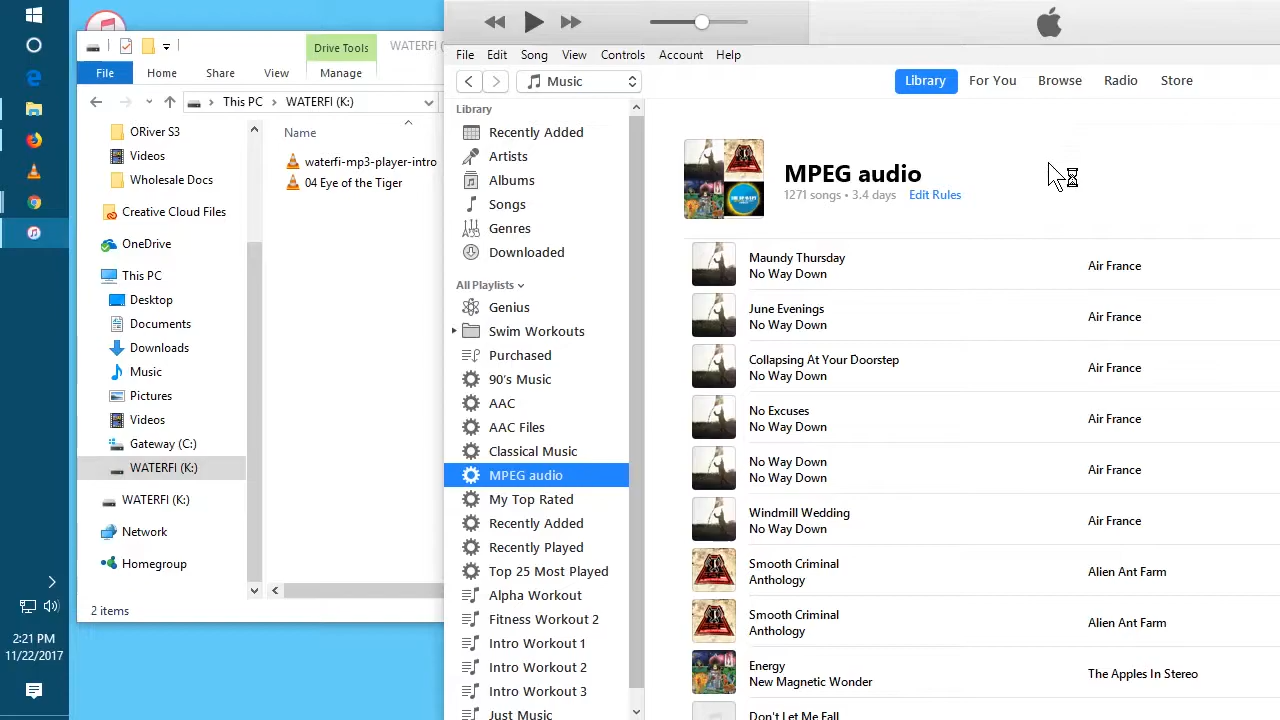 Drive Tools
WATERFI (
File
Home
Share
View
Manage
This PC
WATERFI (K:)
ORiver S3
Videos
Wholesale Docs
Creative Cloud Files
OneDrive
This PC
Desktop
Documents
Downloads
Music
Pictures
Videos
Gateway (C:)
WATERFI (K:)
WATERFI (K:)
Network
Homegroup
2 items
Name
waterfi-mp3-player-intro
04 Eye of the Tiger
2:21 PM
11/22/2017
File Edit Song View Controls Account Help
Music
Library For You Browse Radio Store
Library
Recently Added
Artists
Albums
Songs
Genres
Downloaded
All Playlists
Genius
Swim Workouts
Purchased
90's Music
AAC
AAC Files
Classical Music
MPEG audio
My Top Rated
Recently Added
Recently Played
Top 25 Most Played
Alpha Workout
Fitness Workout 2
Intro Workout 1
Intro Workout 2
Intro Workout 3
Just Music
MPEG audio
1271 songs • 3.4 days Edit Rules
Maundy Thursday
No Way Down
Air France
June Evenings
No Way Down
Air France
Collapsing At Your Doorstep
No Way Down
Air France
No Excuses
No Way Down
Air France
No Way Down
No Way Down
Air France
Windmill Wedding
No Way Down
Air France
Smooth Criminal
Anthology
Alien Ant Farm
Smooth Criminal
Anthology
Alien Ant Farm
Energy
New Magnetic Wonder
The Apples In Stereo
Don't Let Me Fall